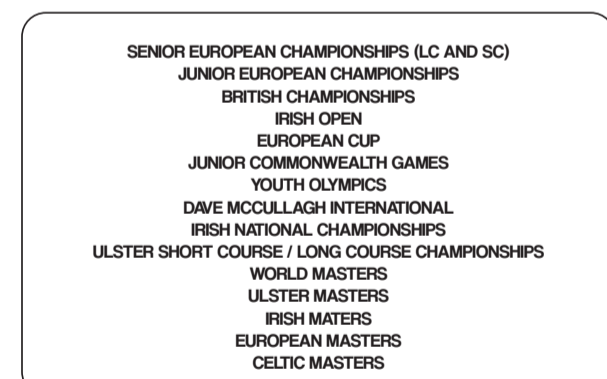 SENIOR EUROPEAN CHAMPIONSHIPS (LC AND SC)
JUNIOR EUROPEAN CHAMPIONSHIPS
BRITISH CHAMPIONSHIPS
IRISH OPEN
EUROPEAN CUP
JUNIOR COMMONWEALTH GAMES
YOUTH OLYMPICS
DAVE MCCULLAGH INTERNATIONAL
IRISH NATIONAL CHAMPIONSHIPS
ULSTER SHORT COURSE / LONG COURSE CHAMPIONSHIPS
WORLD MASTERS
ULSTER MASTERS
IRISH MATERS
EUROPEAN MASTERS
CELTIC MASTERS